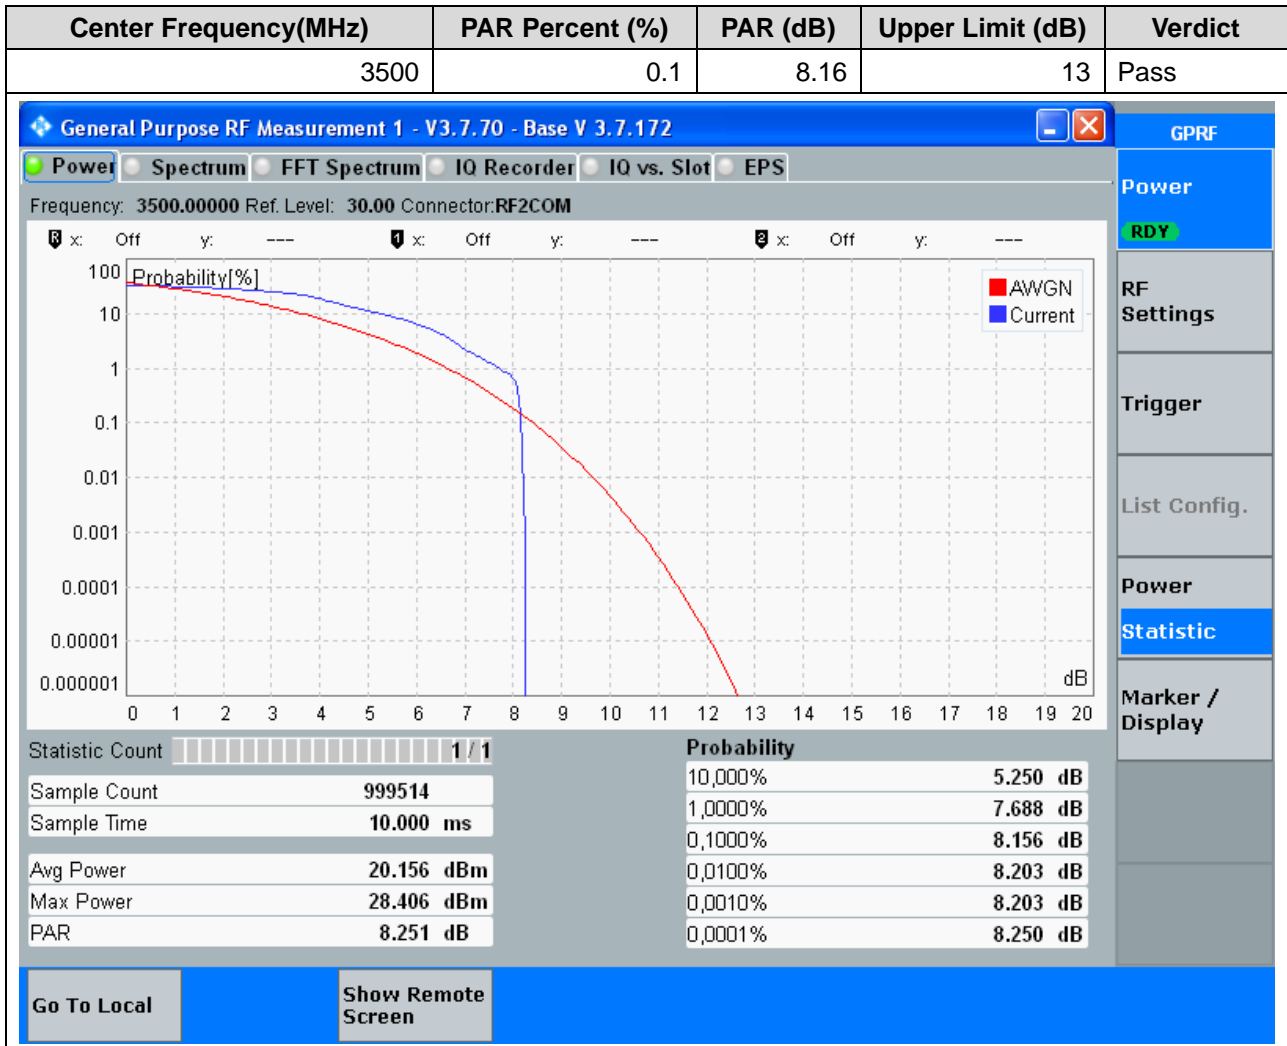 Center Frequency(MHz) PAR Percent (%) PAR (dB) Upper Limit (dB) Verdict
3500 0.1 8.16 13 Pass
General Purpose RF Measurement 1 - V3.7.70 - Base V 3.7.172
GPRF
Power Spectrum FFT Spectrum IQ Recorder IQ vs. Slot EPS
Frequency: 3500.00000 Ref. Level: 30.00 Connector:RF2COM
R x: Off y: --- 1 x: Off y: --- 2 x: Off y: ---
Probability[%]
AWGN
Current
100
10
1
0.1
0.01
0.001
0.0001
0.00001
0.000001
dB
0 1 2 3 4 5 6 7 8 9 10 11 12 13 14 15 16 17 18 19 20
Statistic Count 1 / 1
Sample Count 999514
Sample Time 10.000 ms
Avg Power 20.156 dBm
Max Power 28.406 dBm
PAR 8.251 dB
Probability
10,000% 5.250 dB
1,0000% 7.688 dB
0,1000% 8.156 dB
0,0100% 8.203 dB
0,0010% 8.203 dB
0,0001% 8.250 dB
Power
RDY
RF
Settings
Trigger
List Config.
Power
Statistic
Marker /
Display
Go To Local
Show Remote
Screen